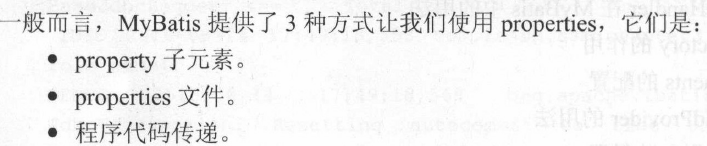 一般而言，MyBatis 提供了 3 种方式让我们使用 properties，它们是：
● property 子元素。
● properties 文件。
● 程序代码传递。